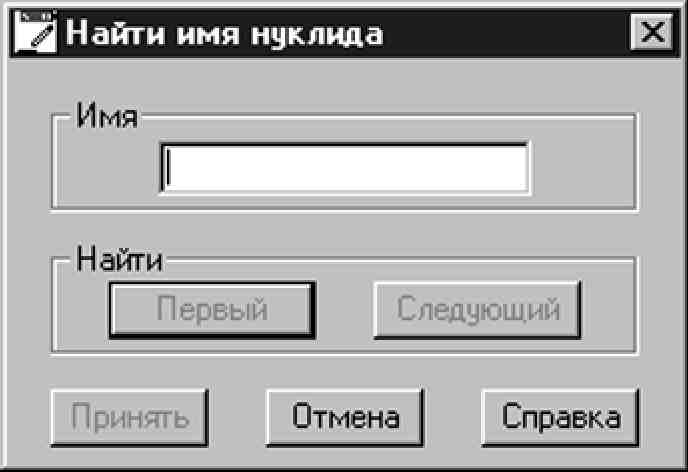 Найти имя нуклида
Имя
Найти
Первый Следующий
Принять Отмена Справка